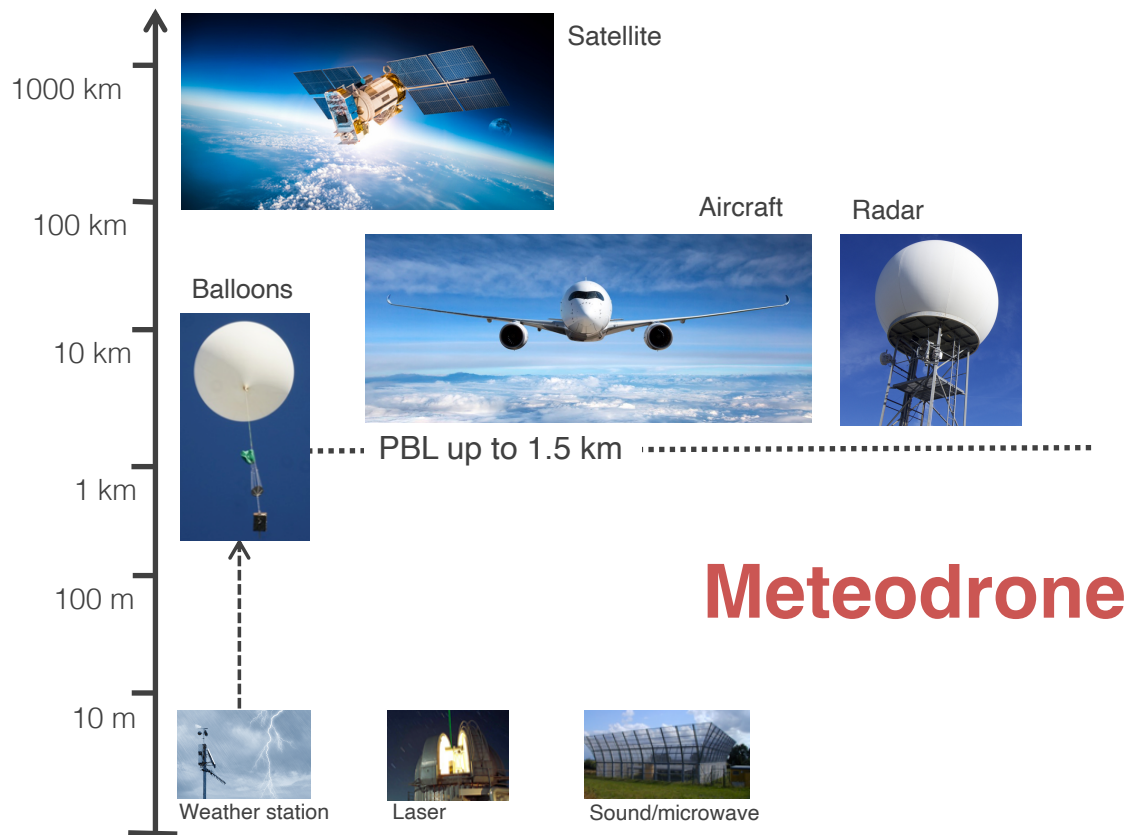 Satellite
1000 km
Aircraft
Radar
100 km
Balloons
10 km
PBL up to 1.5 km
1 km
Meteodrone
100 m
10 m
Weather station
Laser
Sound/microwave